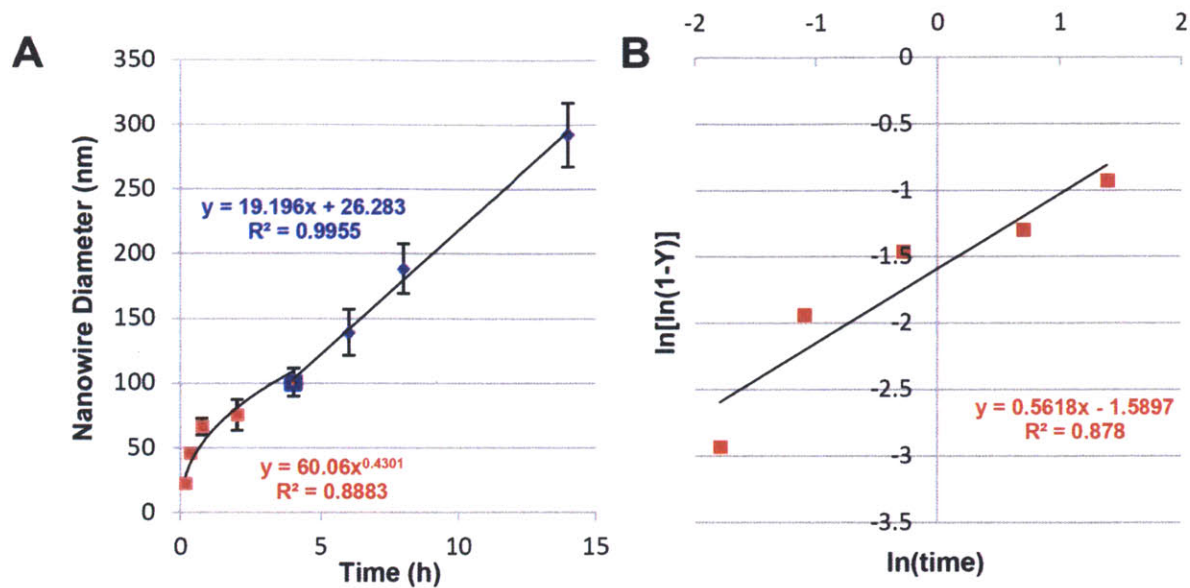 A
350
300
250
200
150
100
50
0
0
5
10
15
Nanowire Diameter (nm)
Time (h)
y = 19.196x + 26.283
R² = 0.9955
y = 60.06x^0.4301
R² = 0.8883
B
-2
-1
0
1
2
0
-0.5
-1
-1.5
-2
-2.5
-3
-3.5
ln[ln(1-Y)]
ln(time)
y = 0.5618x - 1.5897
R² = 0.878